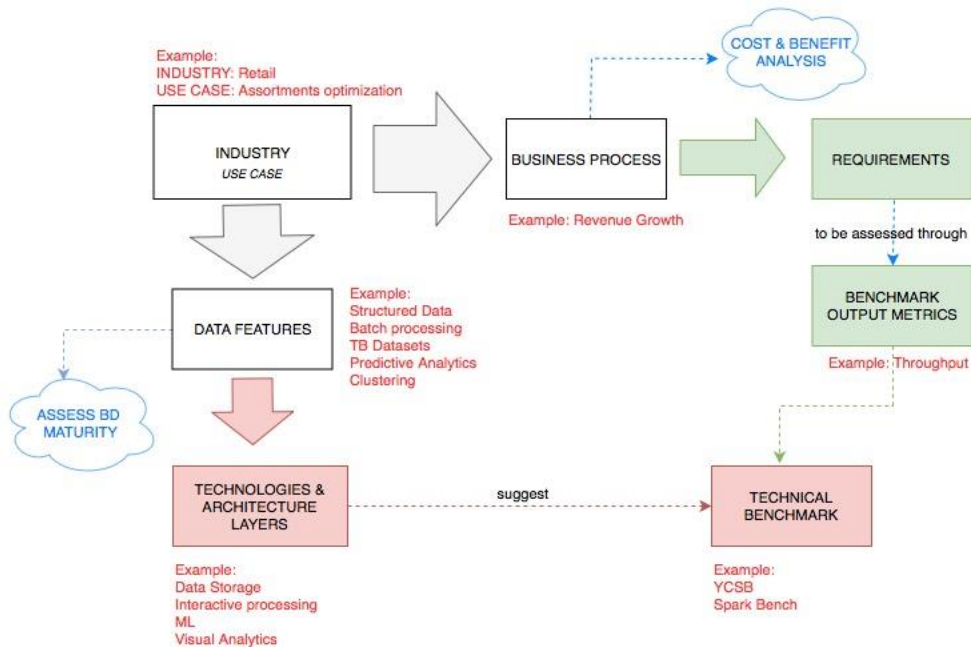 Example:
INDUSTRY: Retail
USE CASE: Assortments optimization
COST & BENEFIT
ANALYSIS
INDUSTRY
USE CASE
BUSINESS PROCESS
REQUIREMENTS
Example: Revenue Growth
to be assessed through
DATA FEATURES
Example:
Structured Data
Batch processing
TB Datasets
Predictive Analytics
Clustering
BENCHMARK
OUTPUT METRICS
Example: Throughput
ASSESS BD
MATURITY
TECHNOLOGIES &
ARCHITECTURE
LAYERS
suggest
TECHNICAL
BENCHMARK
Example:
Data Storage
Interactive processing
ML
Visual Analytics
Example:
YCSB
Spark Bench